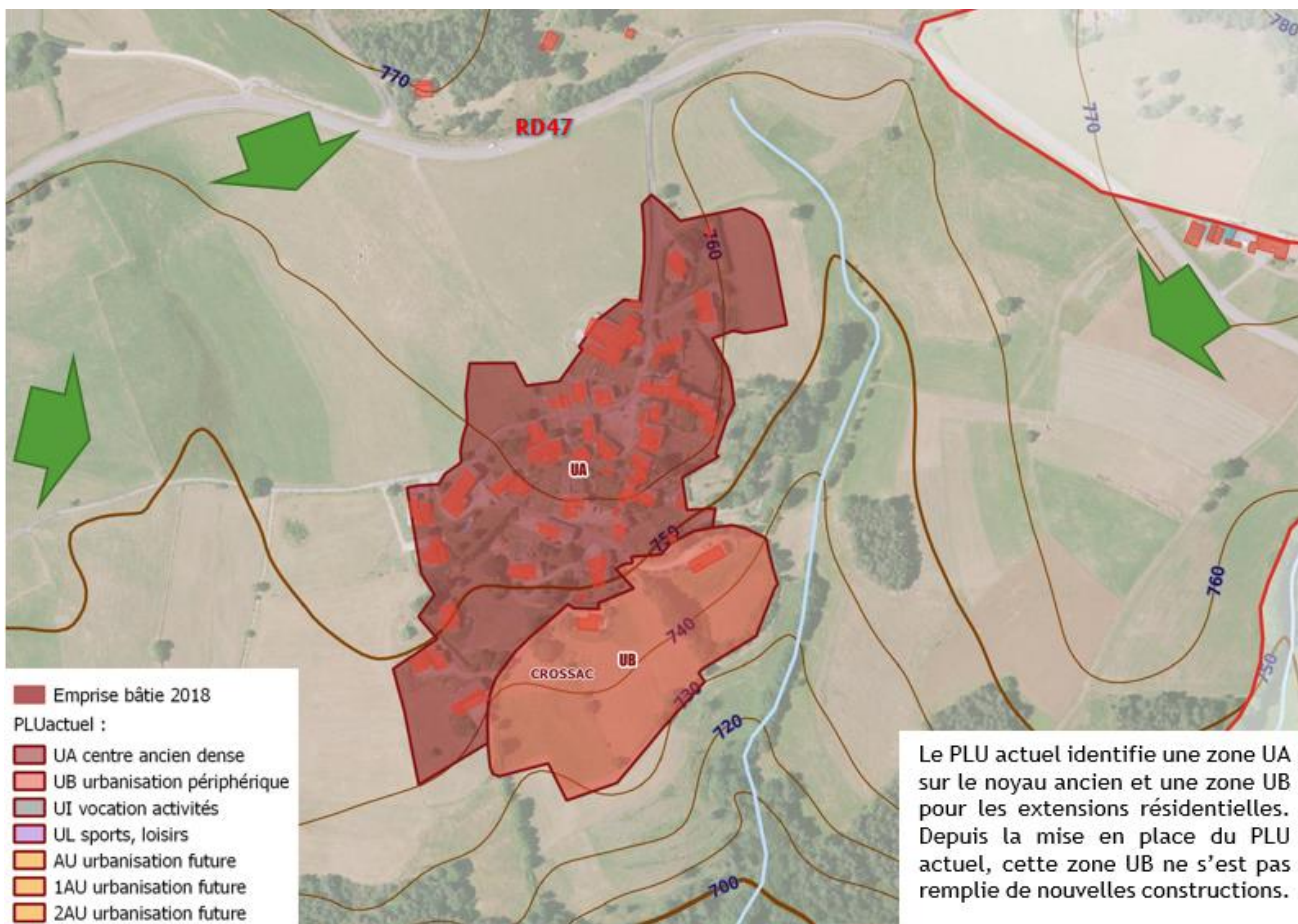 780
770
RD47
770
760
UA
750
760
740
CROSSAC
UB
730
750
720
700
Emprise bâtie 2018
PLUactuel :
UA centre ancien dense
UB urbanisation périphérique
UI vocation activités
UL sports, loisirs
AU urbanisation future
1AU urbanisation future
2AU urbanisation future
Le PLU actuel identifie une zone UA
sur le noyau ancien et une zone UB
pour les extensions résidentielles.
Depuis la mise en place du PLU
actuel, cette zone UB ne s’est pas
remplie de nouvelles constructions.